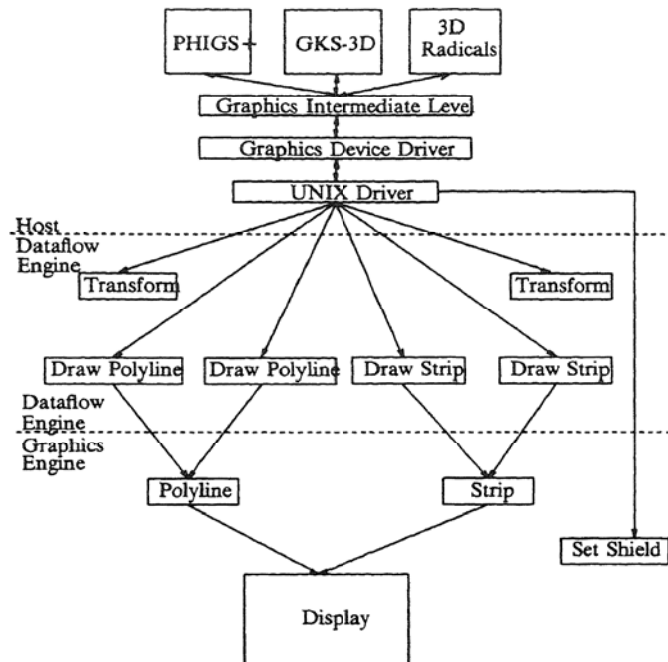 PHIGS+
GKS-3D
3D
Radicals
Graphics Intermediate Level
Graphics Device Driver
UNIX Driver
Host
Dataflow
Engine
Transform
Transform
Draw Polyline
Draw Polyline
Draw Strip
Draw Strip
Dataflow
Engine
Graphics
Engine
Polyline
Strip
Set Shield
Display